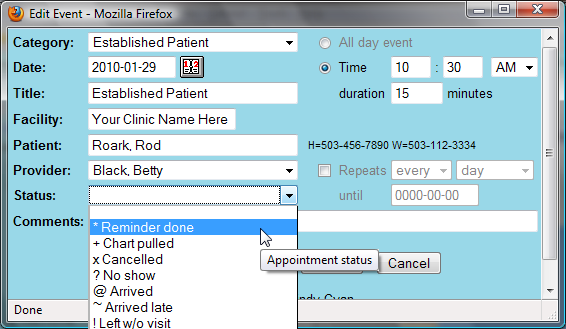 Edit Event - Mozilla Firefox
Category: Established Patient All day event
Date: 2010-01-29 Time 10 : 30 AM
Title: Established Patient duration 15 minutes
Facility: Your Clinic Name Here
Patient: Roark, Rod H=503-456-7890 W=503-112-3334
Provider: Black, Betty Repeats every day
Status: until 0000-00-00
Comments:
* Reminder done
+ Chart pulled
x Cancelled
? No show
@ Arrived
~ Arrived late
! Left w/o visit
Appointment status
Cancel
Done